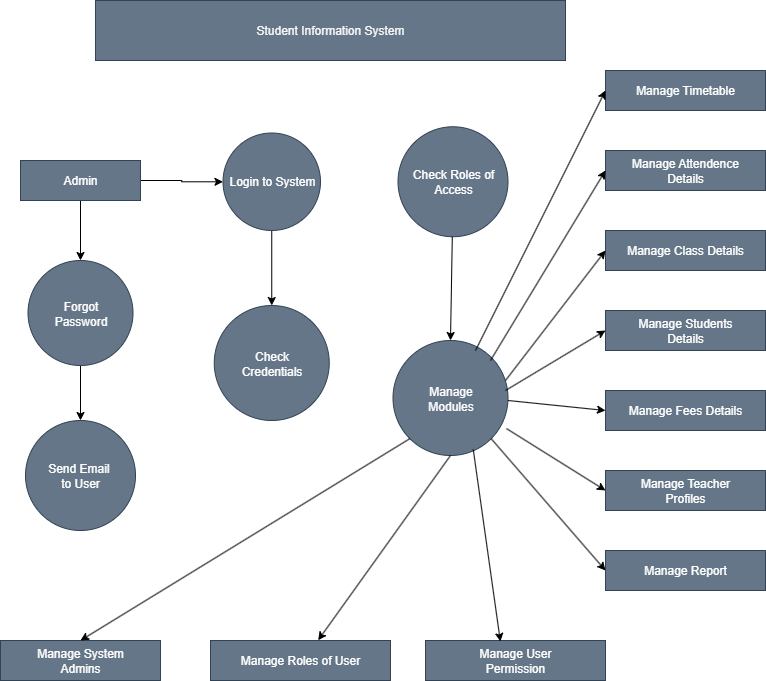 Student Information System
Manage Timetable
Manage Attendence
Details
Admin
Login to System
Check Roles of
Access
Manage Class Details
Forgot
Password
Manage Students
Details
Check
Credentials
Manage
Modules
Manage Fees Details
Send Email
to User
Manage Teacher
Profiles
Manage Report
Manage System
Admins
Manage Roles of User
Manage User
Permission